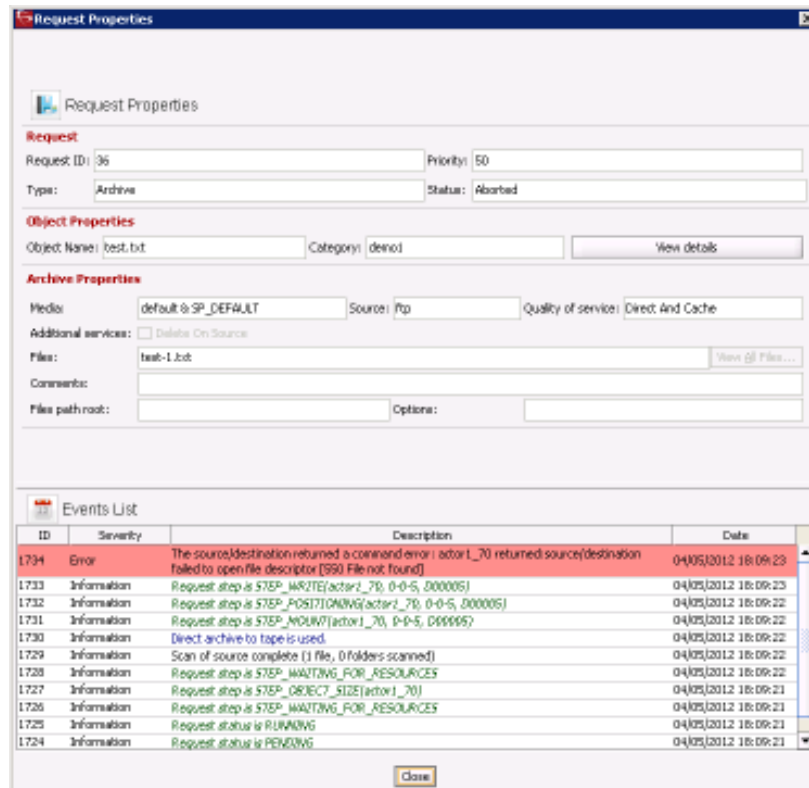 Request Properties
Request Properties
Request
Request ID: 36 Priority: 50
Type: Archive Status: Aborted
Object Properties
Object Name: test.txt Category: demo1 View details
Archive Properties
Media: default & SP_DEFAULT Source: ftp Quality of service: Direct And Cache
Additional services: Delete On Source
Files: test-1.txt View All Files...
Comments:
Files path root: Options:
Events List
ID Severity Description Date
1734 Error The source/destination returned a command error: actor1_70 returned:source/destination 04/05/2012 18:09:23
failed to open file descriptor [550 File not found]
1733 Information Request step is STEP_WRITE(actor1_70, 0-0-5, D00005) 04/05/2012 18:09:23
1732 Information Request step is STEP_POSITIONING(actor1_70, 0-0-5, D00005) 04/05/2012 18:09:22
1731 Information Request step is STEP_MOUNT(actor1_70, 0-0-5, D00005) 04/05/2012 18:09:22
1730 Information Direct archive to tape is used. 04/05/2012 18:09:22
1729 Information Scan of source complete (1 file, 0 folders scanned) 04/05/2012 18:09:22
1728 Information Request step is STEP_WAITING_FOR_RESOURCES 04/05/2012 18:09:22
1727 Information Request step is STEP_OBJECT_SIZE(actor1_70) 04/05/2012 18:09:21
1726 Information Request step is STEP_WAITING_FOR_RESOURCES 04/05/2012 18:09:21
1725 Information Request status is RUNNING 04/05/2012 18:09:21
1724 Information Request status is PENDING 04/05/2012 18:09:21
Close